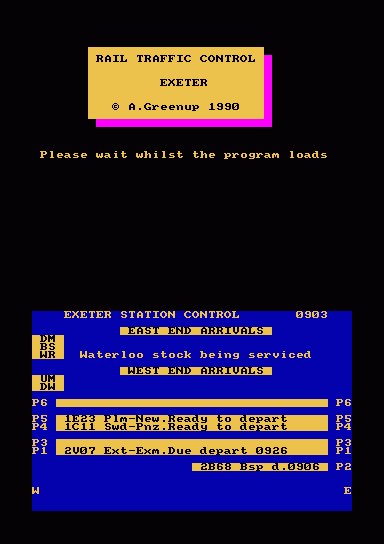 RAIL TRAFFIC CONTROL
EXETER
© A.Greenup 1990
Please wait whilst the program loads
EXETER STATION CONTROL 0903
EAST END ARRIVALS
DM
BS
WR Waterloo stock being serviced
WEST END ARRIVALS
UM
DW
P6 P6
P5 1E23 Plm-New.Ready to depart P5
P4 1C11 Swd-Pnz.Ready to depart P4
P3 P3
P1 2V07 Ext-Exm.Due depart 0926 P1
2B68 Bsp d.0906 P2
W E